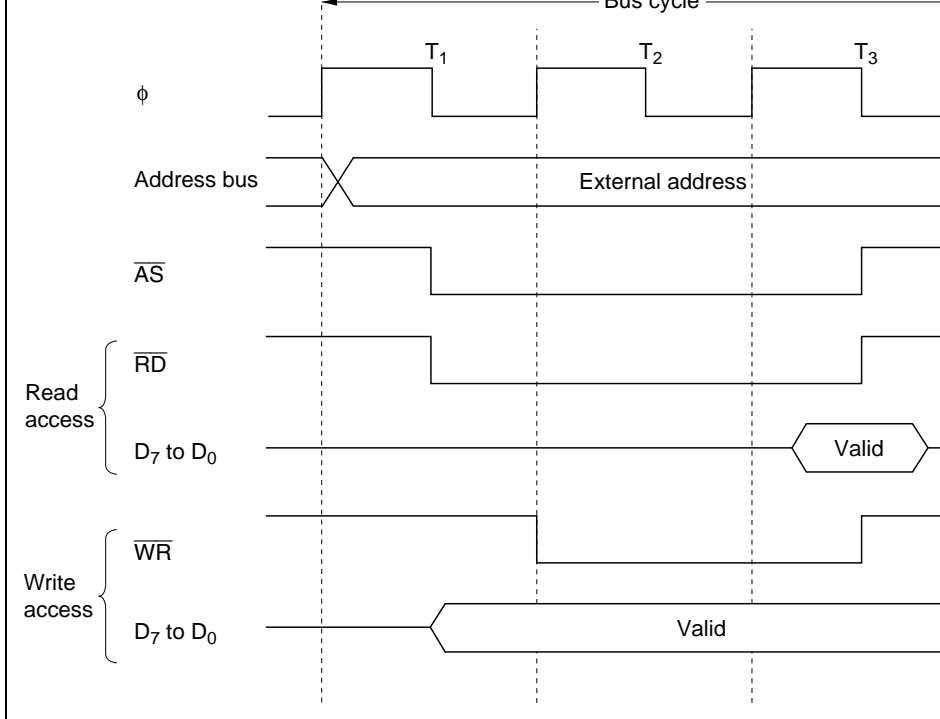 Bus cycle
T1 T2 T3
ϕ
Address bus External address
AS
RD
Read
access
D7 to D0 Valid
WR
Write
access
D7 to D0 Valid